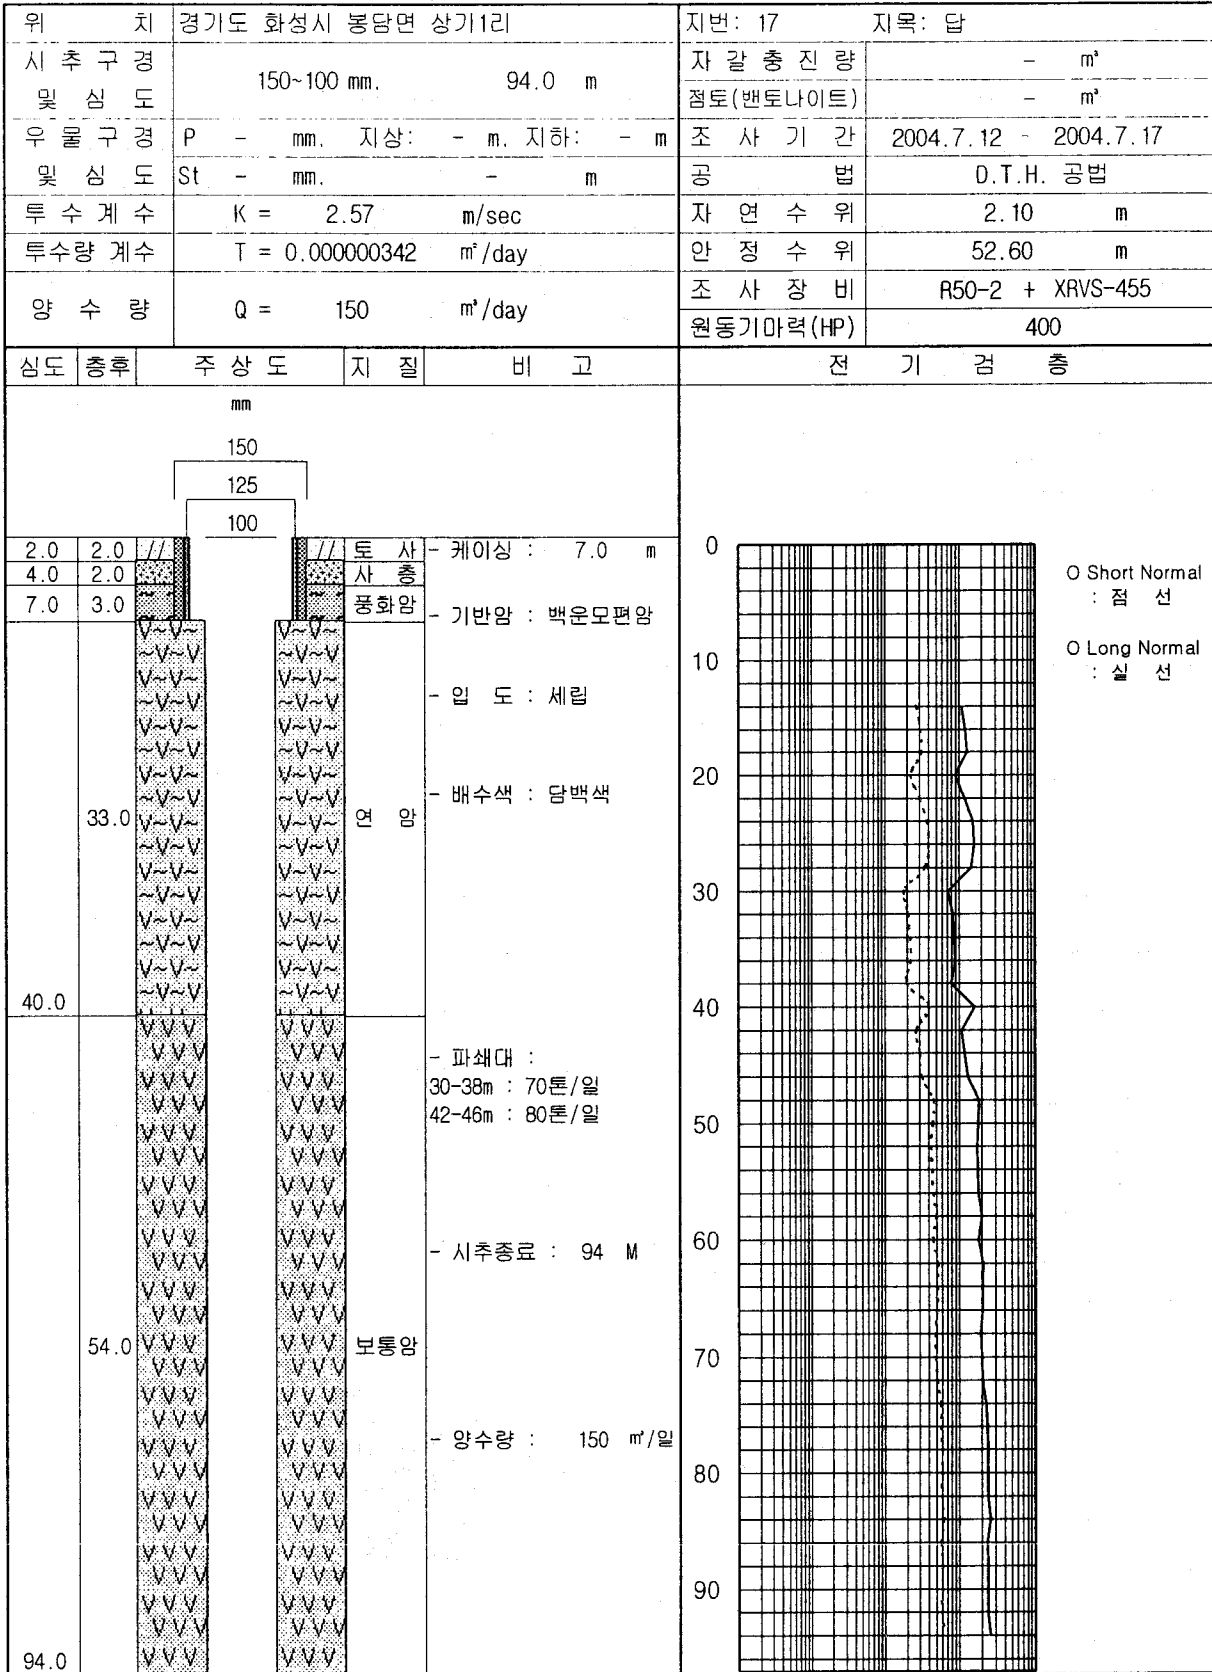 위 치 경기도 화성시 봉담면 상기1리 지번: 17 지목: 답
시 추 구 경 및 심 도 150~100 mm. 94.0 m
자 갈 충 진 량 - m³
점토(밴토나이트) - m³
우 물 구 경 및 심 도 P - mm. 지상: - m. 지하: - m
St - mm. - m
조 사 기 간 2004.7.12 - 2004.7.17
공 법 D.T.H. 공법
투 수 계 수 K = 2.57 m/sec
자 연 수 위 2.10 m
투수량 계수 T = 0.000000342 m²/day
안 정 수 위 52.60 m
양 수 량 Q = 150 m³/day
조 사 장 비 R50-2 + XRVS-455
원동기마력(HP) 400
심도 층후 주 상 도 지 질 비 고 전 기 검 층
mm
150
125
100
2.0 2.0 토 사 - 케이싱 : 7.0 m
4.0 2.0 사 층
7.0 3.0 풍화암
- 기반암 : 백운모편암
- 입 도 : 세립
- 배수색 : 담백색
33.0 연 암
40.0
- 파쇄대 :
30-38m : 70톤/일
42-46m : 80톤/일
- 시추종료 : 94 M
54.0 보통암
- 양수량 : 150 m³/일
94.0
0
10
20
30
40
50
60
70
80
90
O Short Normal
: 점 선
O Long Normal
: 실 선